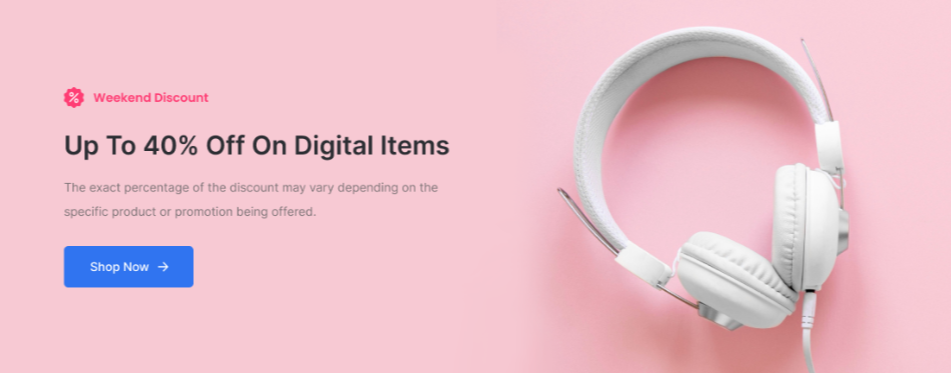 Weekend Discount
Up To 40% Off On Digital Items
The exact percentage of the discount may vary depending on the
specific product or promotion being offered.
Shop Now →